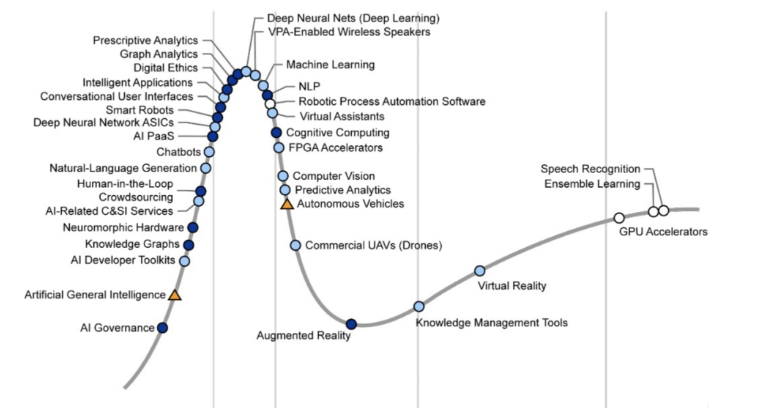 Deep Neural Nets (Deep Learning)
VPA-Enabled Wireless Speakers
Prescriptive Analytics
Graph Analytics
Digital Ethics
Intelligent Applications
Conversational User Interfaces
Smart Robots
Deep Neural Network ASICs
AI PaaS
Chatbots
Natural-Language Generation
Human-in-the-Loop
Crowdsourcing
AI-Related C&SI Services
Neuromorphic Hardware
Knowledge Graphs
AI Developer Toolkits
Artificial General Intelligence
AI Governance
Machine Learning
NLP
Robotic Process Automation Software
Virtual Assistants
Cognitive Computing
FPGA Accelerators
Computer Vision
Predictive Analytics
Autonomous Vehicles
Commercial UAVs (Drones)
Augmented Reality
Knowledge Management Tools
Virtual Reality
Speech Recognition
Ensemble Learning
GPU Accelerators